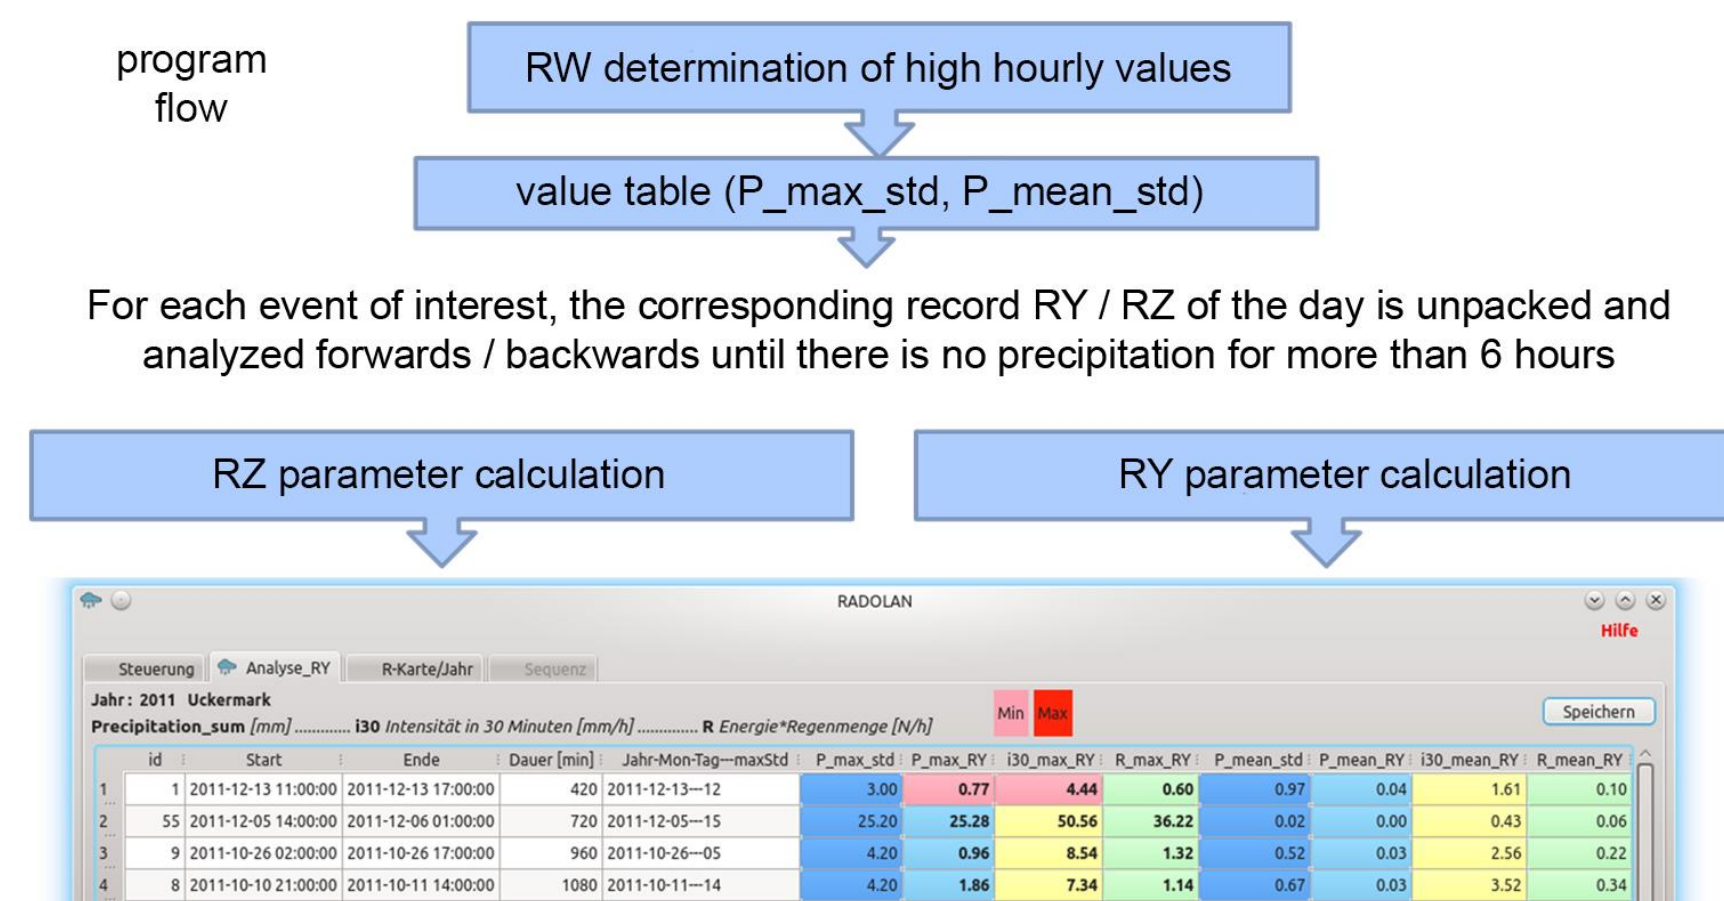 program
flow
RW determination of high hourly values
value table (P_max_std, P_mean_std)
For each event of interest, the corresponding record RY / RZ of the day is unpacked and
analyzed forwards / backwards until there is no precipitation for more than 6 hours
RZ parameter calculation
RY parameter calculation
RADOLAN
Hilfe
Steuerung Analyse_RY R-Karte/Jahr Sequenz
Jahr: 2011 Uckermark
Precipitation_sum [mm] ............. i30 Intensität in 30 Minuten [mm/h] .............. R Energie*Regenmenge [N/h]
Min Max
Speichern
id Start Ende Dauer [min] Jahr-Mon-Tag---maxStd P_max_std P_max_RY i30_max_RY R_max_RY P_mean_std P_mean_RY i30_mean_RY R_mean_RY
1 1 2011-12-13 11:00:00 2011-12-13 17:00:00 420 2011-12-13---12 3.00 0.77 4.44 0.60 0.97 0.04 1.61 0.10
2 55 2011-12-05 14:00:00 2011-12-06 01:00:00 720 2011-12-05---15 25.20 25.28 50.56 36.22 0.02 0.00 0.43 0.06
3 9 2011-10-26 02:00:00 2011-10-26 17:00:00 960 2011-10-26---05 4.20 0.96 8.54 1.32 0.52 0.03 2.56 0.22
4 8 2011-10-10 21:00:00 2011-10-11 14:00:00 1080 2011-10-11---14 4.20 1.86 7.34 1.14 0.67 0.03 3.52 0.34